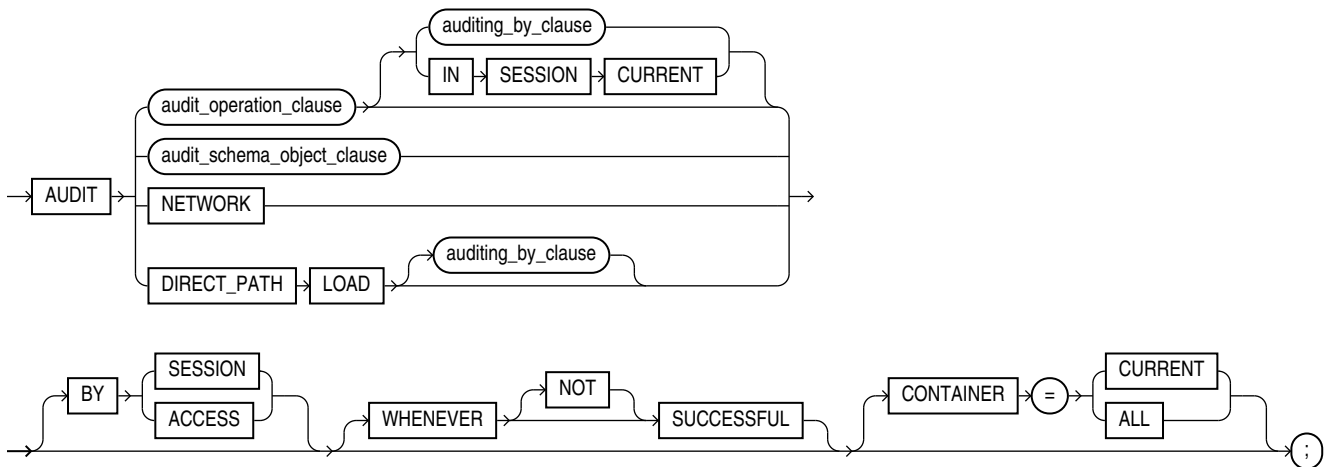 auditing_by_clause
IN SESSION CURRENT
audit_operation_clause
audit_schema_object_clause
AUDIT
NETWORK
auditing_by_clause
DIRECT_PATH LOAD
SESSION
BY
ACCESS
NOT
WHENEVER SUCCESSFUL
CURRENT
CONTAINER =
ALL
;